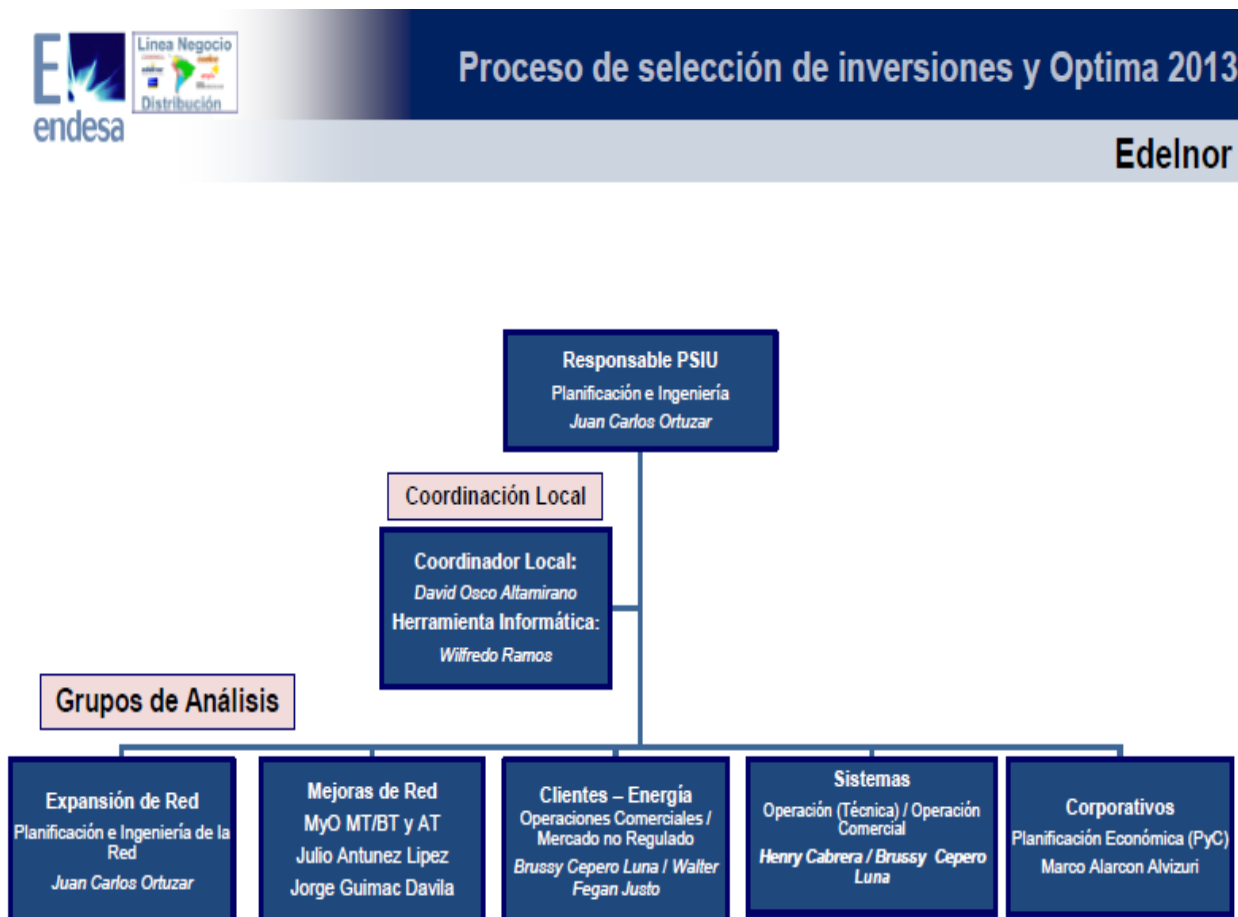 endesa
Linea Negocio
Distribución
Proceso de selección de inversiones y Optima 2013
Edelnor
Responsable PSIU
Planificación e Ingeniería
Juan Carlos Ortuzar
Coordinación Local
Coordinador Local:
David Osco Altamirano
Herramienta Informática:
Wilfredo Ramos
Grupos de Análisis
Expansión de Red
Planificación e Ingeniería de la
Red
Juan Carlos Ortuzar
Mejoras de Red
MyO MT/BT y AT
Julio Antunez Lipez
Jorge Guimac Davila
Clientes – Energía
Operaciones Comerciales /
Mercado no Regulado
Brussy Cepero Luna / Walter
Fegan Justo
Sistemas
Operación (Técnica) / Operación
Comercial
Henry Cabrera / Brussy Cepero
Luna
Corporativos
Planificación Económica (PyC)
Marco Alarcon Alvizuri